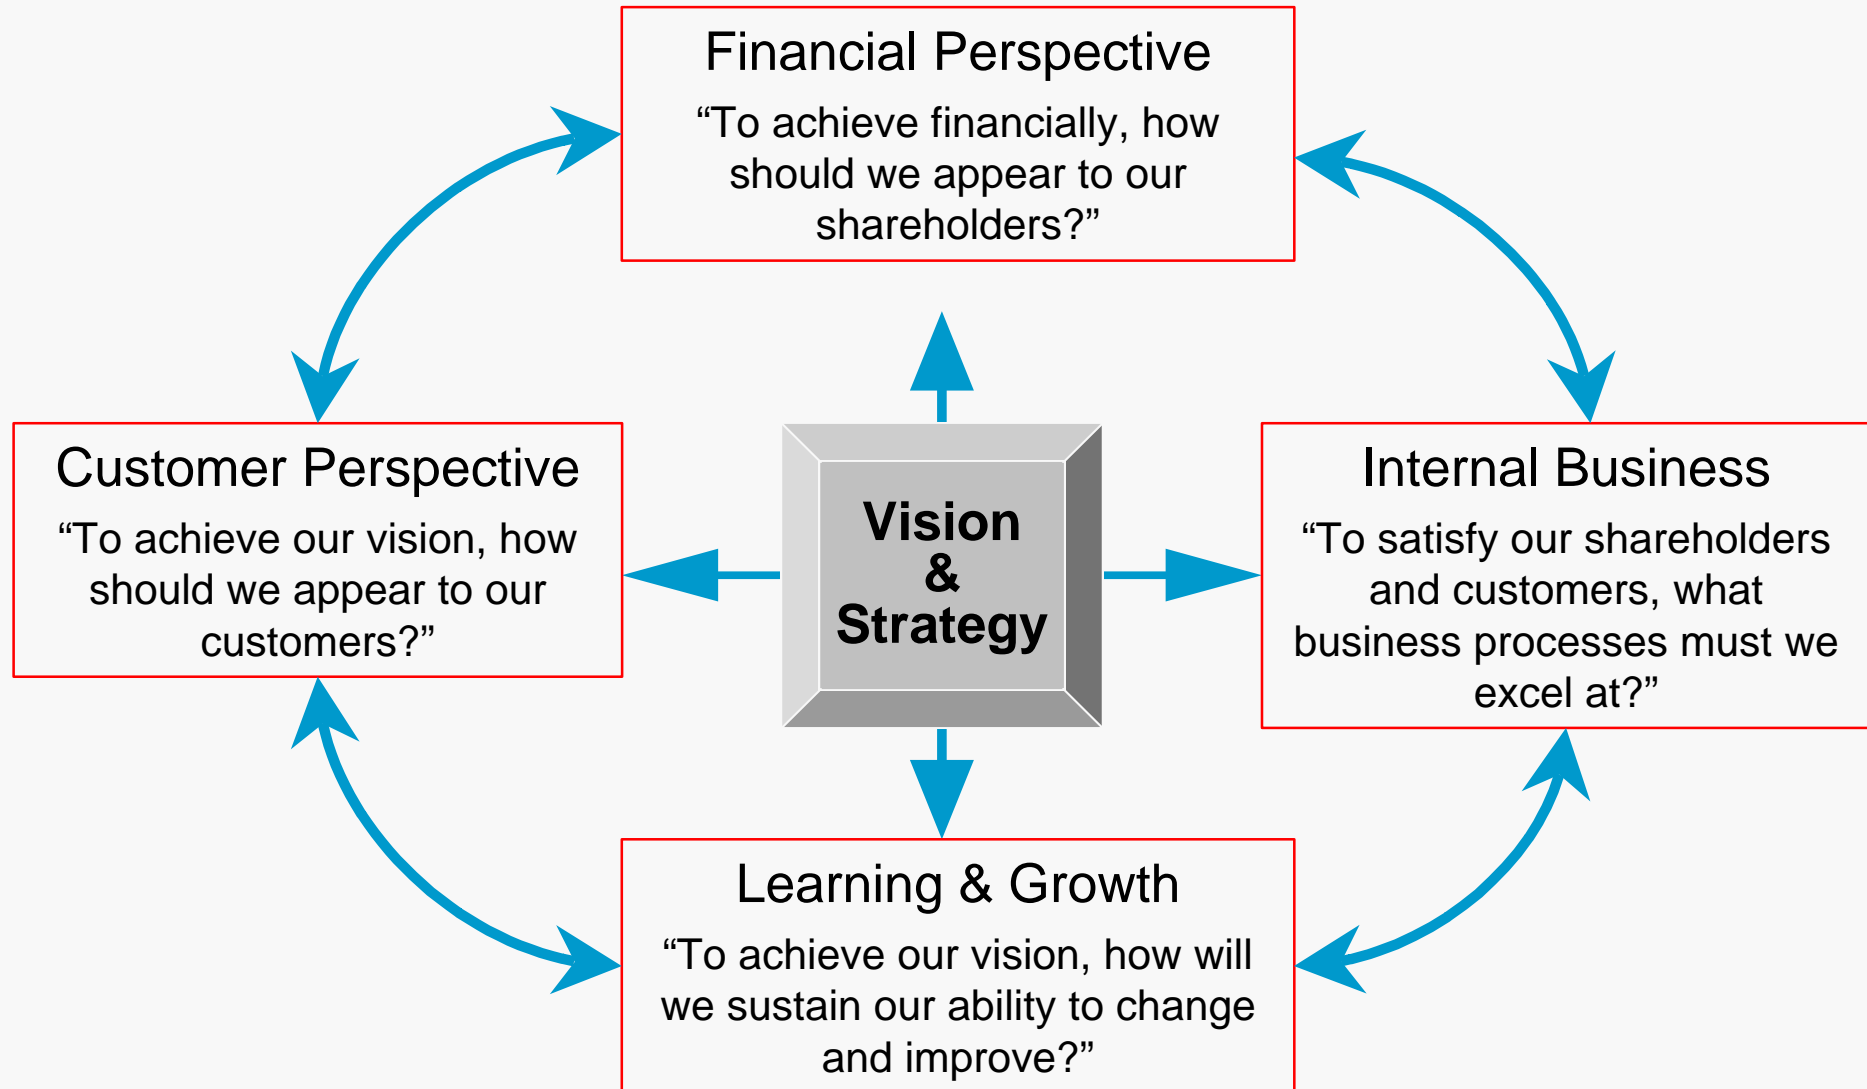 Financial Perspective
“To achieve financially, how
should we appear to our
shareholders?”
Customer Perspective
“To achieve our vision, how
should we appear to our
customers?”
Vision
&
Strategy
Internal Business
“To satisfy our shareholders
and customers, what
business processes must we
excel at?”
Learning & Growth
“To achieve our vision, how will
we sustain our ability to change
and improve?”